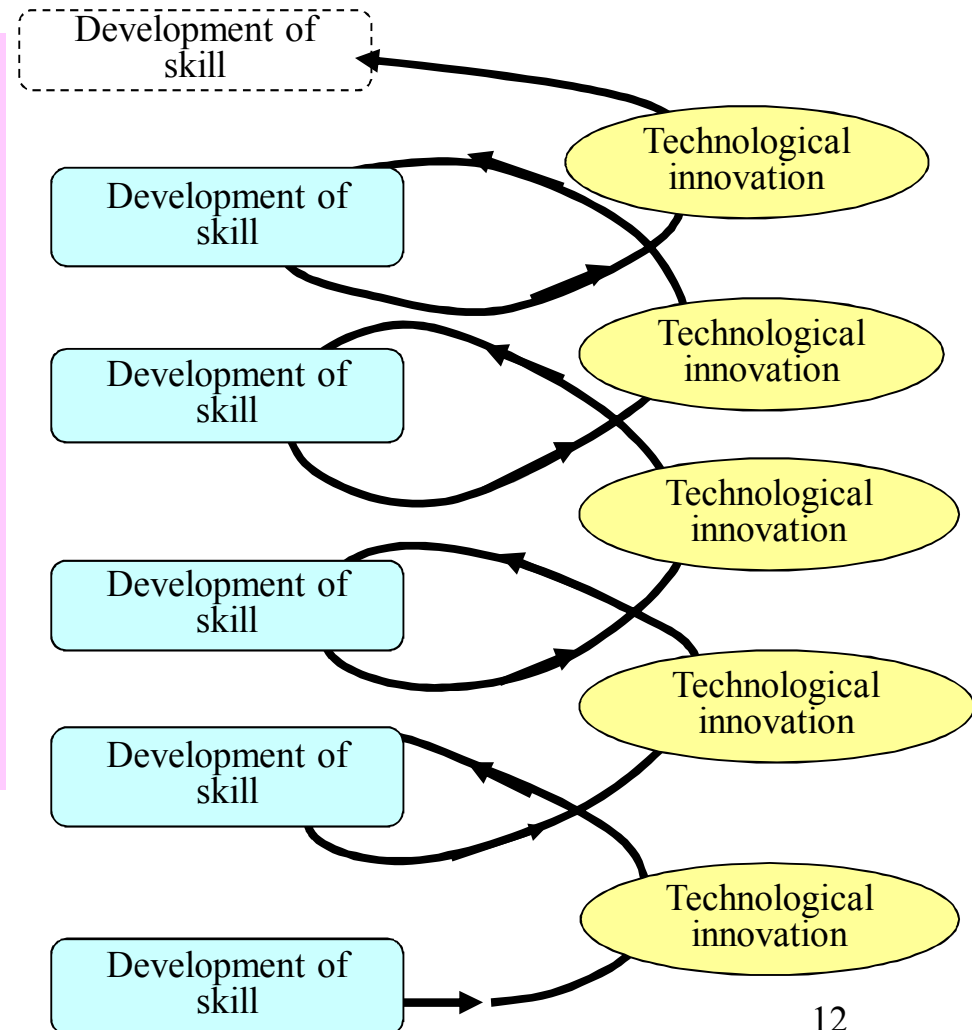 Development of
skill
Technological
innovation
Development of
skill
Technological
innovation
Development of
skill
Technological
innovation
Development of
skill
Technological
innovation
Development of
skill
Technological
innovation
Development of
skill
12